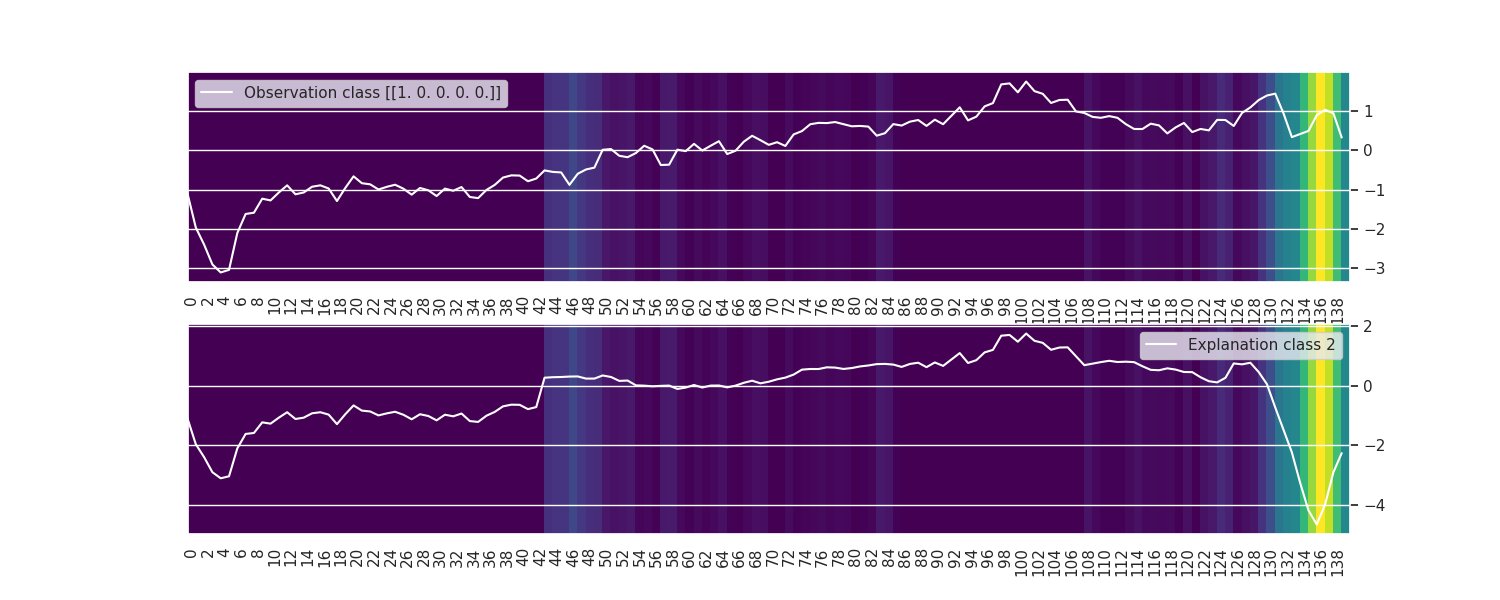 Observation class [[1. 0. 0. 0. 0.]]
1
0
−1
−2
−3
0 2 4 6 8 10 12 14 16 18 20 22 24 26 28 30 32 34 36 38 40 42 44 46 48 50 52 54 56 58 60 62 64 66 68 70 72 74 76 78 80 82 84 86 88 90 92 94 96 98 100 102 104 106 108 110 112 114 116 118 120 122 124 126 128 130 132 134 136 138
Explanation class 2
2
0
−2
−4
0 2 4 6 8 10 12 14 16 18 20 22 24 26 28 30 32 34 36 38 40 42 44 46 48 50 52 54 56 58 60 62 64 66 68 70 72 74 76 78 80 82 84 86 88 90 92 94 96 98 100 102 104 106 108 110 112 114 116 118 120 122 124 126 128 130 132 134 136 138